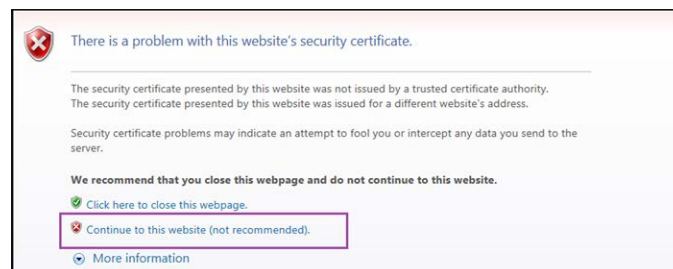 There is a problem with this website's security certificate.
The security certificate presented by this website was not issued by a trusted certificate authority.
The security certificate presented by this website was issued for a different website's address.
Security certificate problems may indicate an attempt to fool you or intercept any data you send to the
server.
We recommend that you close this webpage and do not continue to this website.
Click here to close this webpage.
Continue to this website (not recommended).
More information